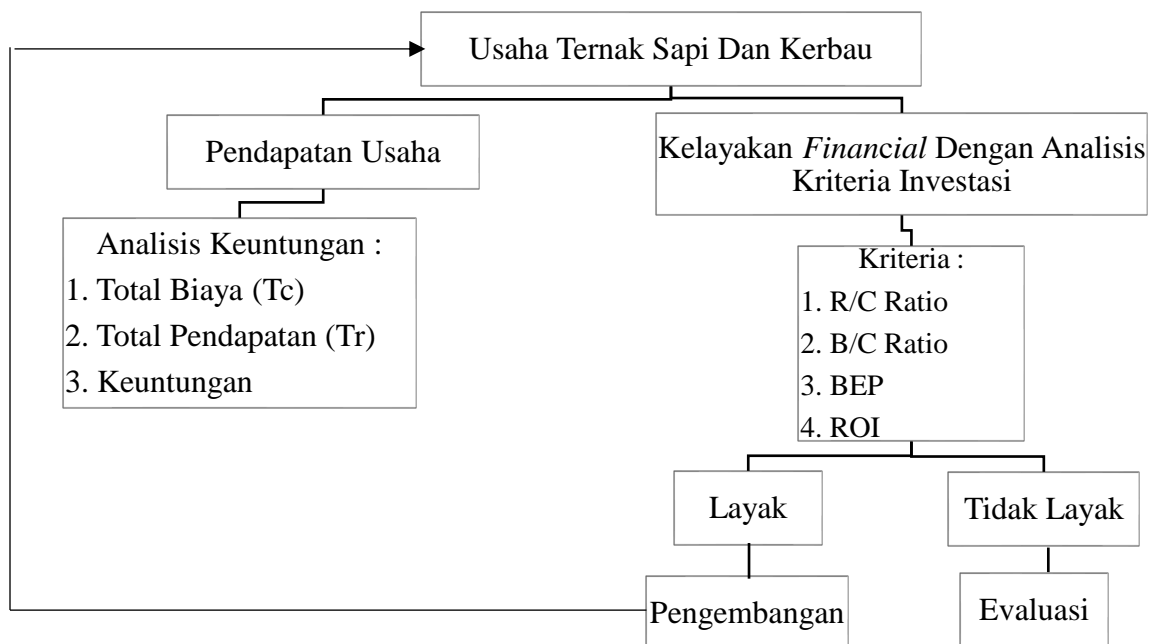 Usaha Ternak Sapi Dan Kerbau
Pendapatan Usaha
Kelayakan Financial Dengan Analisis
Kriteria Investasi
Analisis Keuntungan :
1. Total Biaya (Tc)
2. Total Pendapatan (Tr)
3. Keuntungan
Kriteria :
1. R/C Ratio
2. B/C Ratio
3. BEP
4. ROI
Layak
Tidak Layak
Pengembangan
Evaluasi